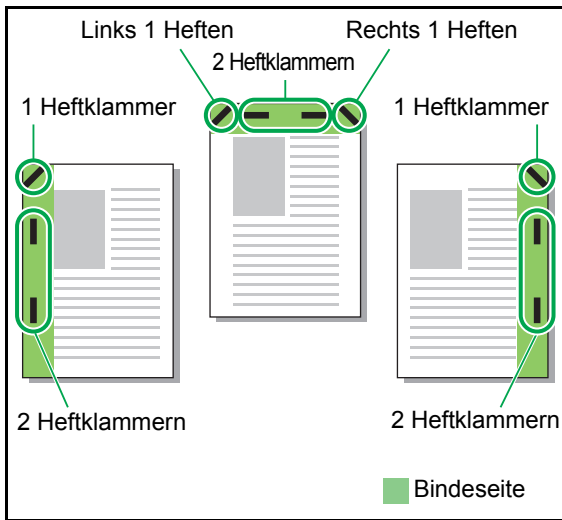 Links 1 Heften
Rechts 1 Heften
2 Heftklammern
1 Heftklammer
1 Heftklammer
2 Heftklammern
2 Heftklammern
Bindeseite